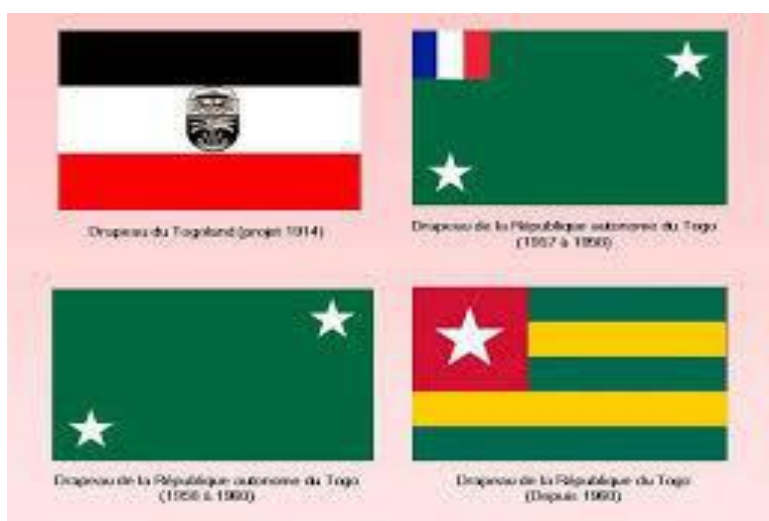 Drapeau du Togoland (projet 1914)
Drapeau de la République autonome du Togo
(1957 à 1958)
Drapeau de la République autonome du Togo
(1958 à 1960)
Drapeau de la République du Togo
(Depuis 1960)